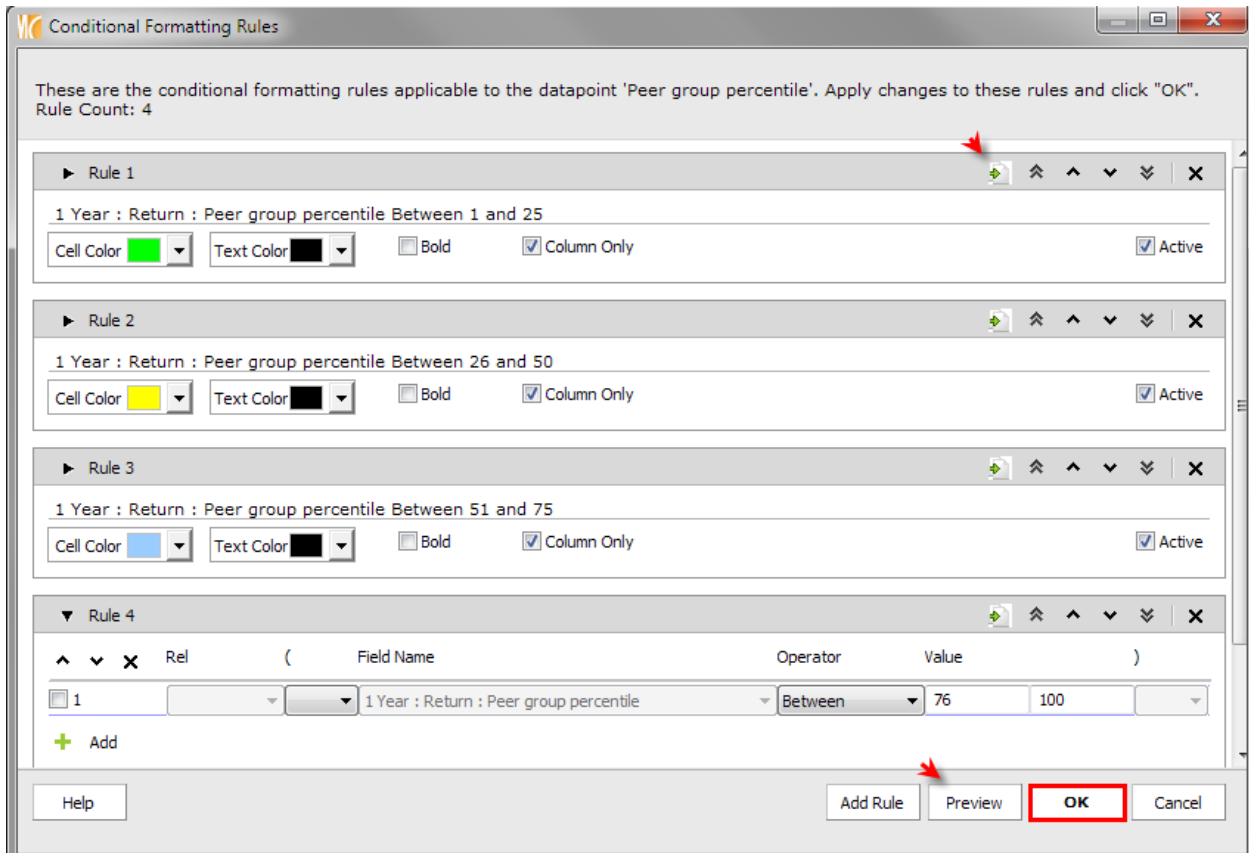 Conditional Formatting Rules
These are the conditional formatting rules applicable to the datapoint 'Peer group percentile'. Apply changes to these rules and click "OK".
Rule Count: 4
Rule 1
1 Year : Return : Peer group percentile Between 1 and 25
Cell Color Text Color Bold Column Only Active
Rule 2
1 Year : Return : Peer group percentile Between 26 and 50
Cell Color Text Color Bold Column Only Active
Rule 3
1 Year : Return : Peer group percentile Between 51 and 75
Cell Color Text Color Bold Column Only Active
Rule 4
Rel ( Field Name Operator Value )
1 1 Year : Return : Peer group percentile Between 76 100
Add
Help Add Rule Preview OK Cancel